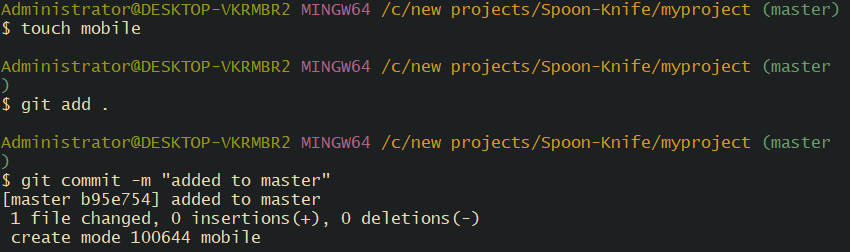 Administrator@DESKTOP-VKRMBR2 MINGW64 /c/new projects/Spoon-Knife/myproject (master)
$ touch mobile
Administrator@DESKTOP-VKRMBR2 MINGW64 /c/new projects/Spoon-Knife/myproject (master
)
$ git add .
Administrator@DESKTOP-VKRMBR2 MINGW64 /c/new projects/Spoon-Knife/myproject (master
)
$ git commit -m "added to master"
[master b95e754] added to master
 1 file changed, 0 insertions(+), 0 deletions(-)
 create mode 100644 mobile